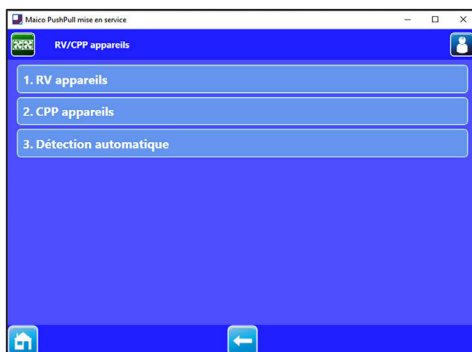 Maico PushPull mise en service
RV/CPP appareils
1. RV appareils
2. CPP appareils
3. Détection automatique